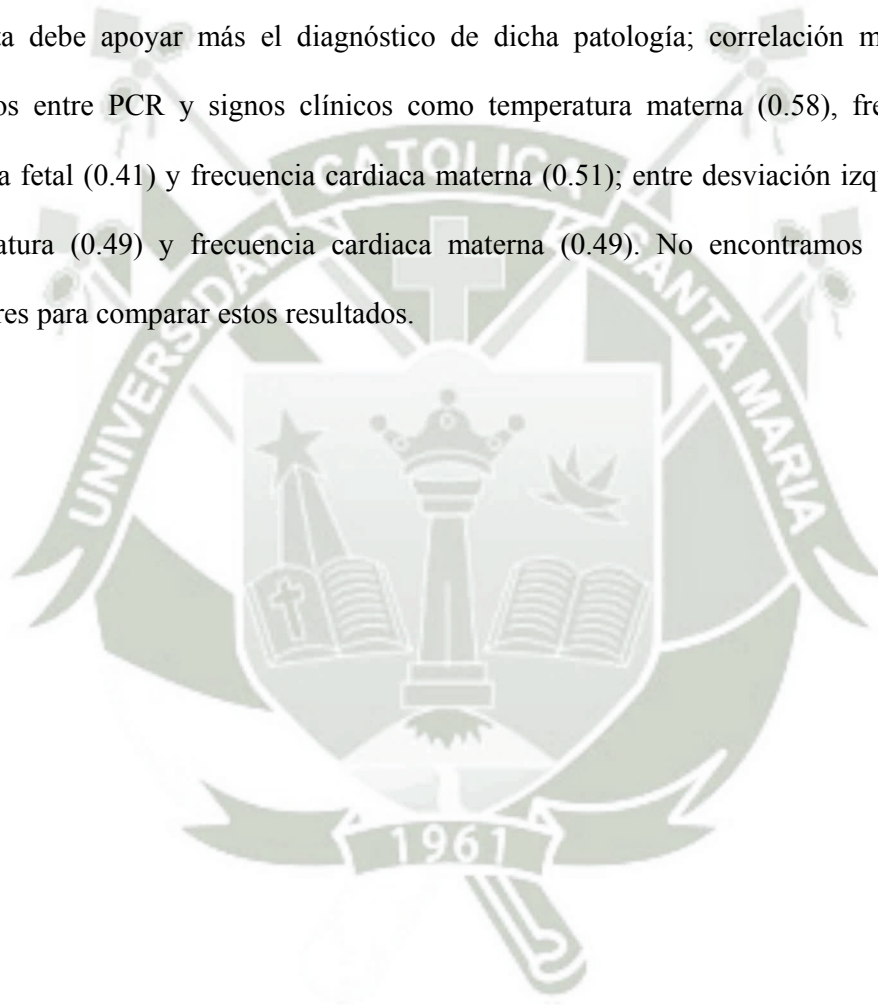 ta debe apoyar más el diagnóstico de dicha patología; correlación m
os entre PCR y signos clínicos como temperatura materna (0.58), fre
a fetal (0.41) y frecuencia cardiaca materna (0.51); entre desviación izq
atura (0.49) y frecuencia cardiaca materna (0.49). No encontramos
res para comparar estos resultados.
UNIVERSIDAD CATOLICA SANTA MARIA
1961